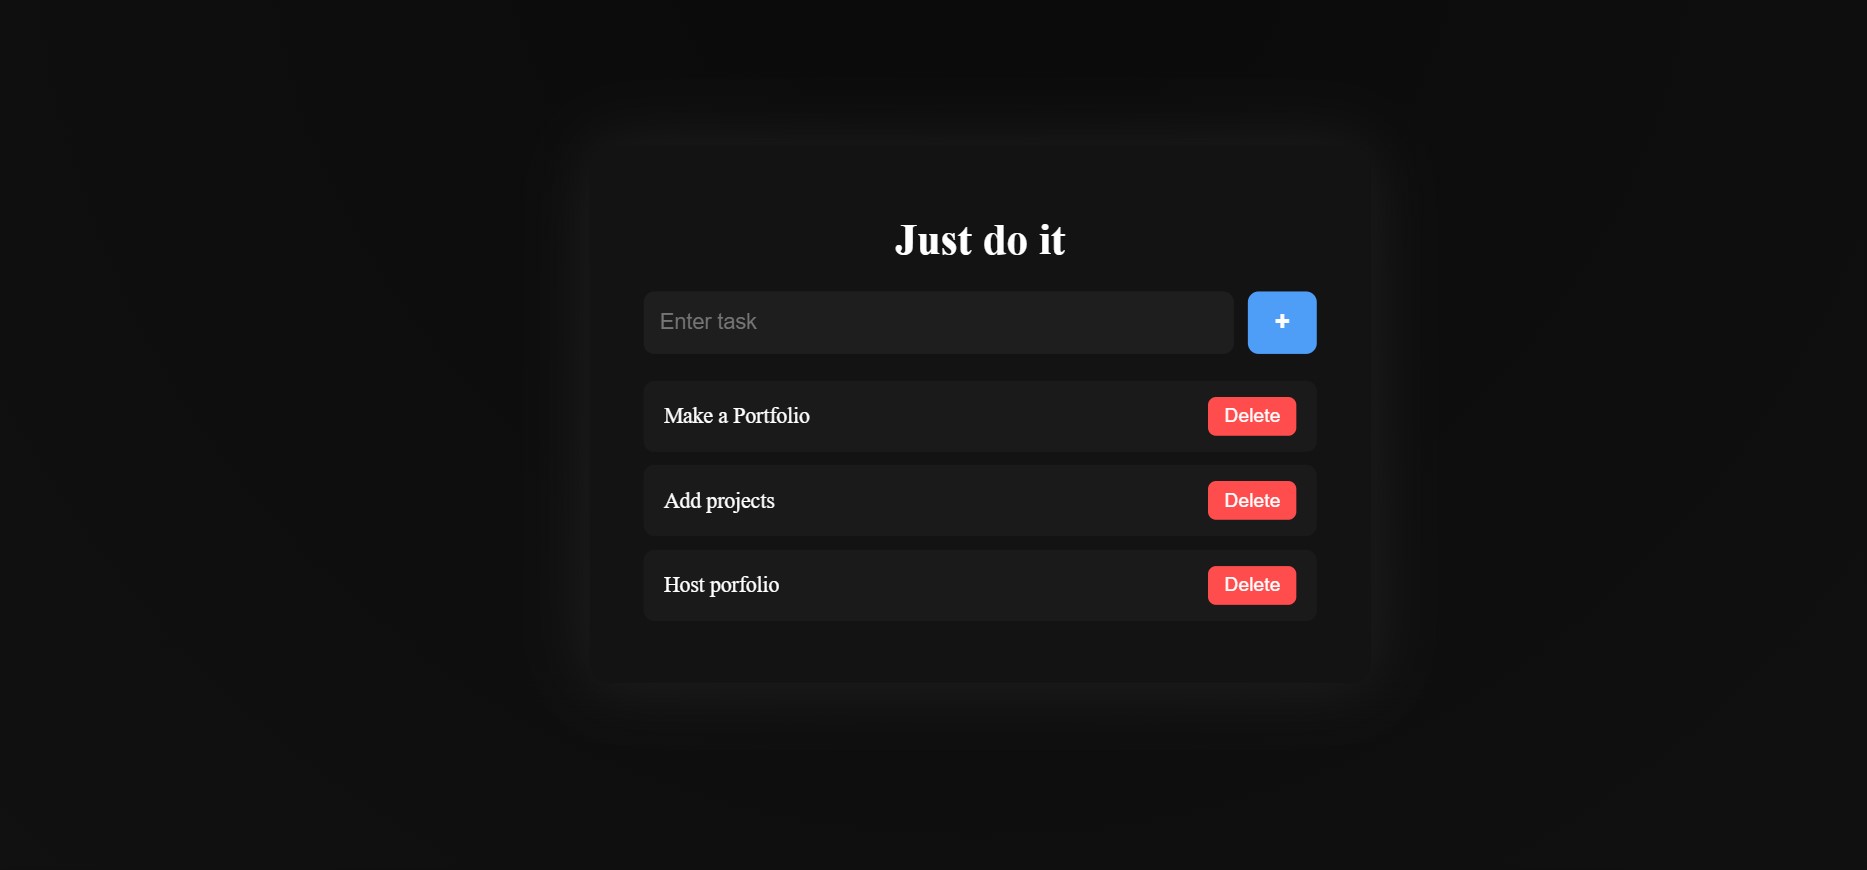 Just do it
Enter task
+
Make a Portfolio
Delete
Add projects
Delete
Host porfolio
Delete